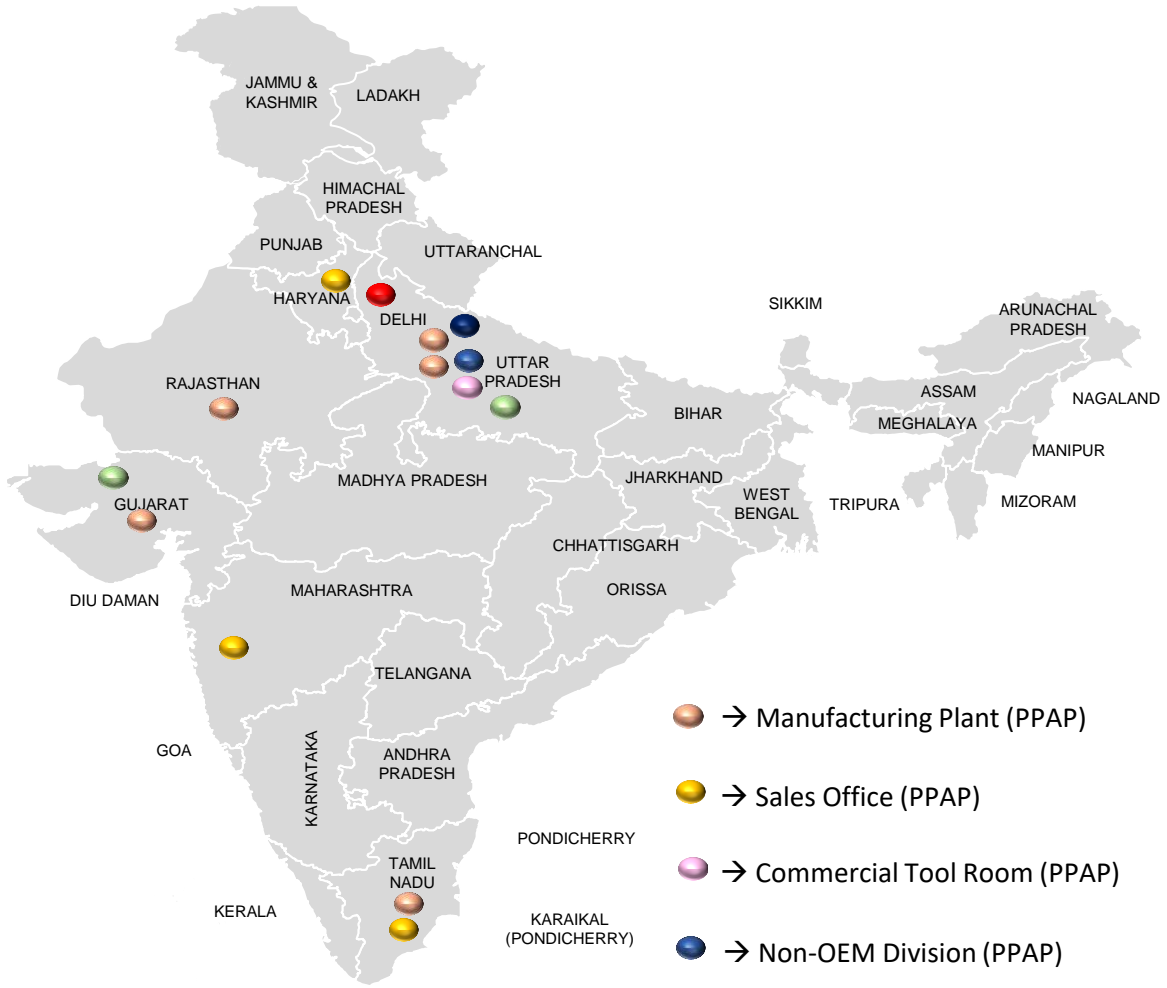 JAMMU &
KASHMIR
LADAKH
HIMACHAL
PRADESH
PUNJAB
UTTARANCHAL
HARYANA
DELHI
SIKKIM
ARUNACHAL
PRADESH
UTTAR
PRADESH
RAJASTHAN
ASSAM
NAGALAND
BIHAR
MEGHALAYA
MANIPUR
MADHYA PRADESH
JHARKHAND
WEST
BENGAL
TRIPURA
MIZORAM
GUJARAT
CHHATTISGARH
MAHARASHTRA
ORISSA
DIU DAMAN
TELANGANA
→ Manufacturing Plant (PPAP)
GOA
KARNATAKA
ANDHRA
PRADESH
→ Sales Office (PPAP)
PONDICHERRY
TAMIL
NADU
→ Commercial Tool Room (PPAP)
KERALA
KARAIKAL
(PONDICHERRY)
→ Non-OEM Division (PPAP)